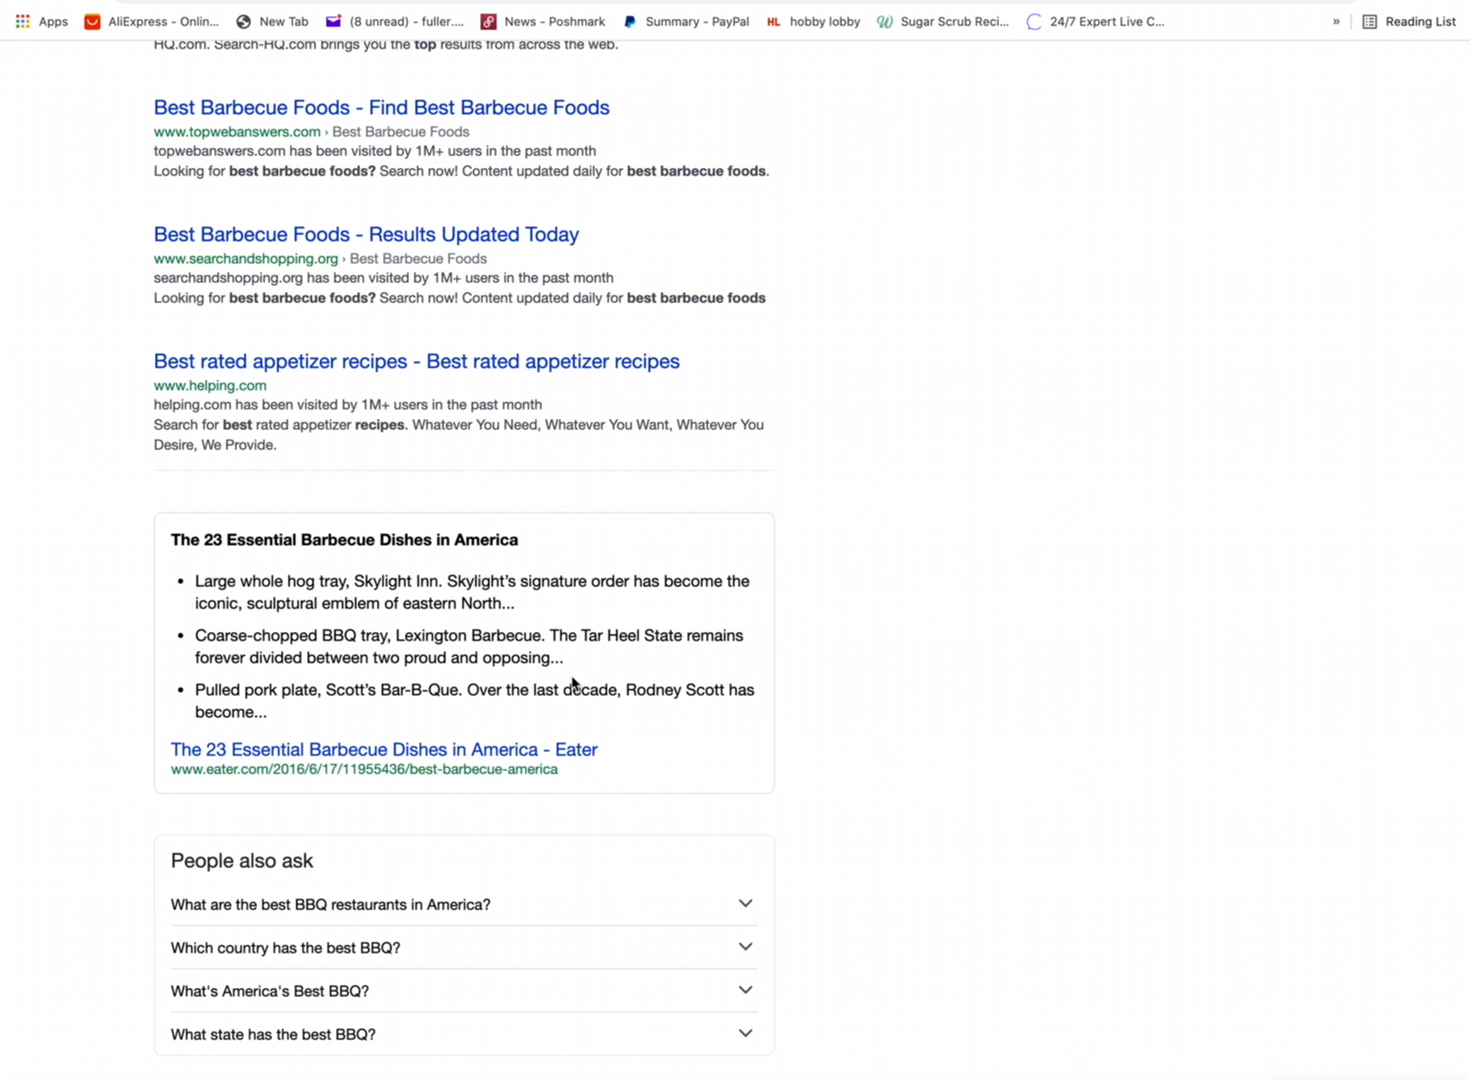 Apps AliExpress - Onlin... New Tab (8 unread) - fuller.... News - Poshmark Summary - PayPal HL hobby lobby Sugar Scrub Reci... 24/7 Expert Live C... » Reading List
HQ.com. Search-HQ.com brings you the top results from across the web.
Best Barbecue Foods - Find Best Barbecue Foods
www.topwebanswers.com › Best Barbecue Foods
topwebanswers.com has been visited by 1M+ users in the past month
Looking for best barbecue foods? Search now! Content updated daily for best barbecue foods.
Best Barbecue Foods - Results Updated Today
www.searchandshopping.org › Best Barbecue Foods
searchandshopping.org has been visited by 1M+ users in the past month
Looking for best barbecue foods? Search now! Content updated daily for best barbecue foods
Best rated appetizer recipes - Best rated appetizer recipes
www.helping.com
helping.com has been visited by 1M+ users in the past month
Search for best rated appetizer recipes. Whatever You Need, Whatever You Want, Whatever You
Desire, We Provide.
The 23 Essential Barbecue Dishes in America
• Large whole hog tray, Skylight Inn. Skylight's signature order has become the
iconic, sculptural emblem of eastern North...
• Coarse-chopped BBQ tray, Lexington Barbecue. The Tar Heel State remains
forever divided between two proud and opposing...
• Pulled pork plate, Scott's Bar-B-Que. Over the last decade, Rodney Scott has
become...
The 23 Essential Barbecue Dishes in America - Eater
www.eater.com/2016/6/17/11955436/best-barbecue-america
People also ask
What are the best BBQ restaurants in America?
Which country has the best BBQ?
What's America's Best BBQ?
What state has the best BBQ?